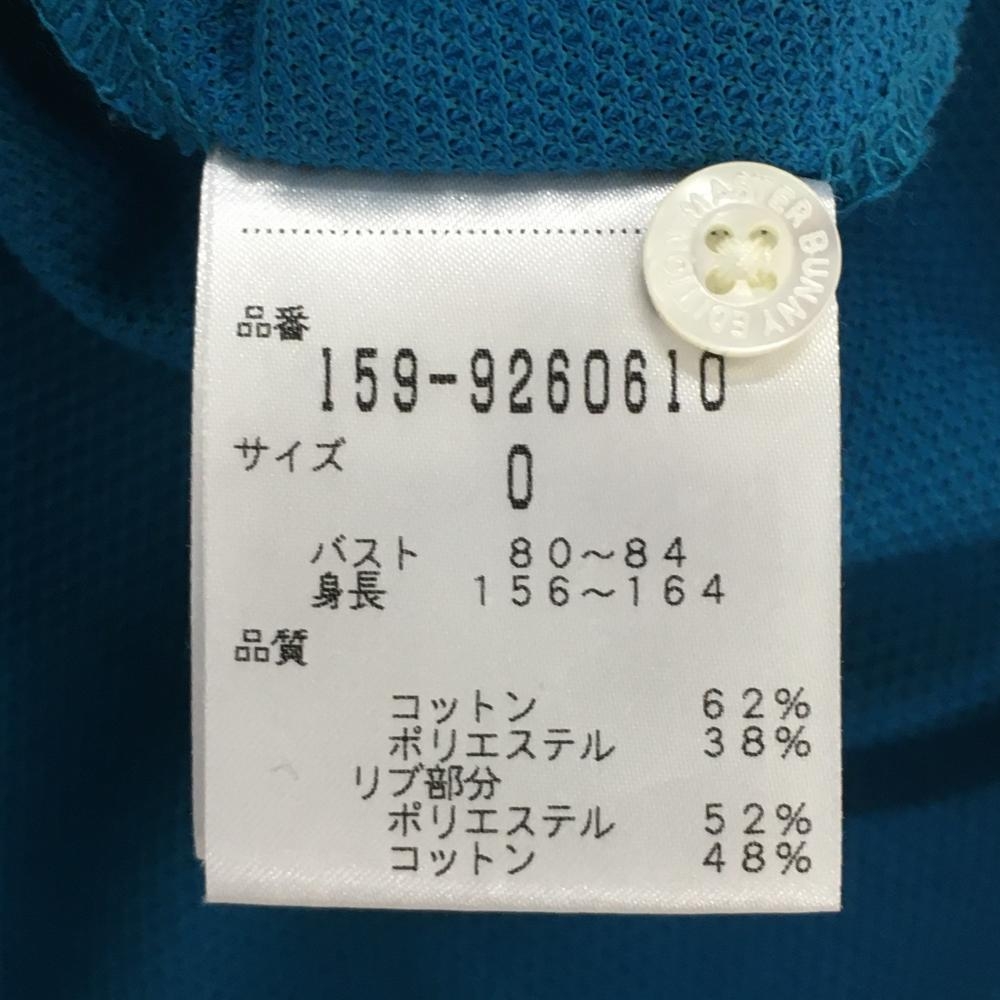 MASTER BUNNY EDITION
品番
159-9260610
サイズ
0
バスト 80~84
身長 156~164
品質
コットン 62%
ポリエステル 38%
リブ部分
ポリエステル 52%
コットン 48%